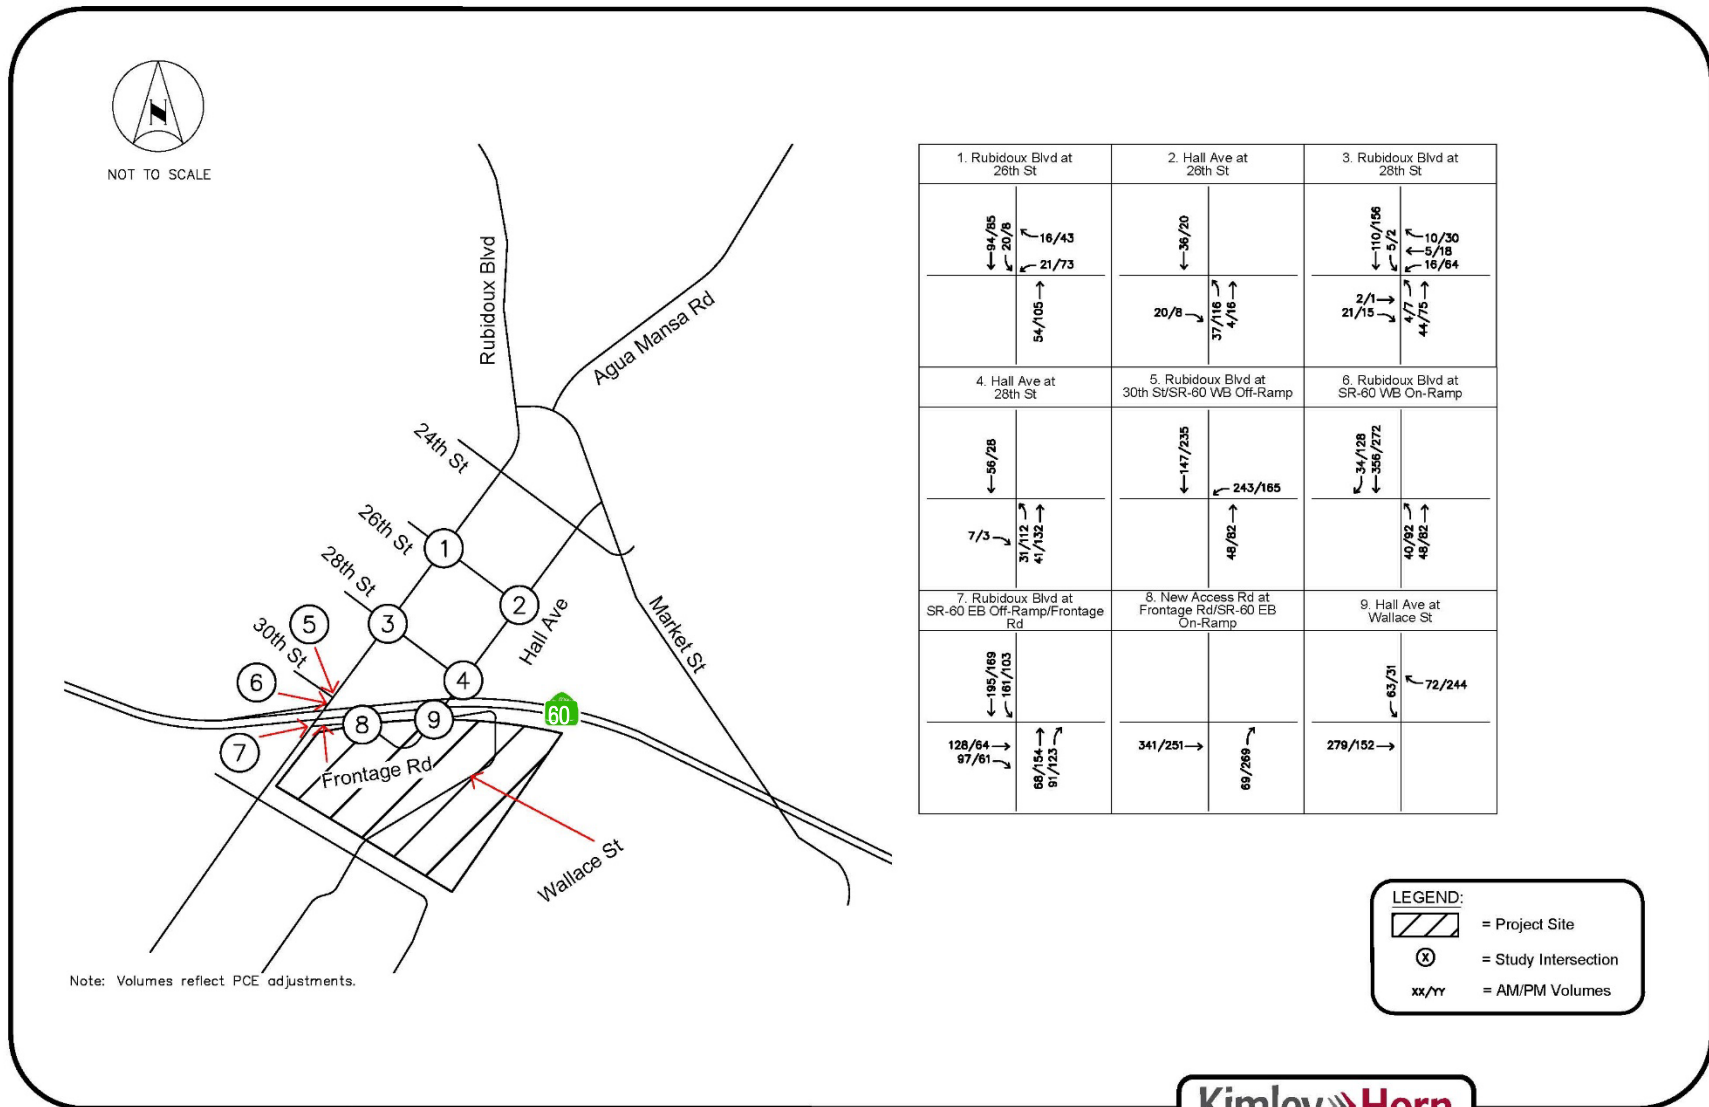 N
NOT TO SCALE
Rubidoux Blvd
Agua Mansa Rd
24th St
26th St
28th St
30th St
Hall Ave
Market St
1
2
3
4
5
6
7
8
9
60
Frontage Rd
Wallace St
Note: Volumes reflect PCE adjustments.
1. Rubidoux Blvd at
26th St
94/85
20/8
16/43
21/73
54/105
2. Hall Ave at
26th St
36/20
20/8
37/116
4/16
3. Rubidoux Blvd at
28th St
110/156
5/2
10/30
5/18
16/64
2/1
21/15
4/7
44/75
4. Hall Ave at
28th St
56/28
7/3
31/112
41/132
5. Rubidoux Blvd at
30th St/SR-60 WB Off-Ramp
147/235
243/165
48/82
6. Rubidoux Blvd at
SR-60 WB On-Ramp
34/128
356/272
40/92
48/82
7. Rubidoux Blvd at
SR-60 EB Off-Ramp/Frontage
Rd
195/169
161/103
128/64
97/61
68/154
91/123
8. New Access Rd at
Frontage Rd/SR-60 EB
On-Ramp
341/251
69/269
9. Hall Ave at
Wallace St
63/31
72/244
279/152
LEGEND:
= Project Site
X = Study Intersection
XX/YY = AM/PM Volumes
Kimley Horn